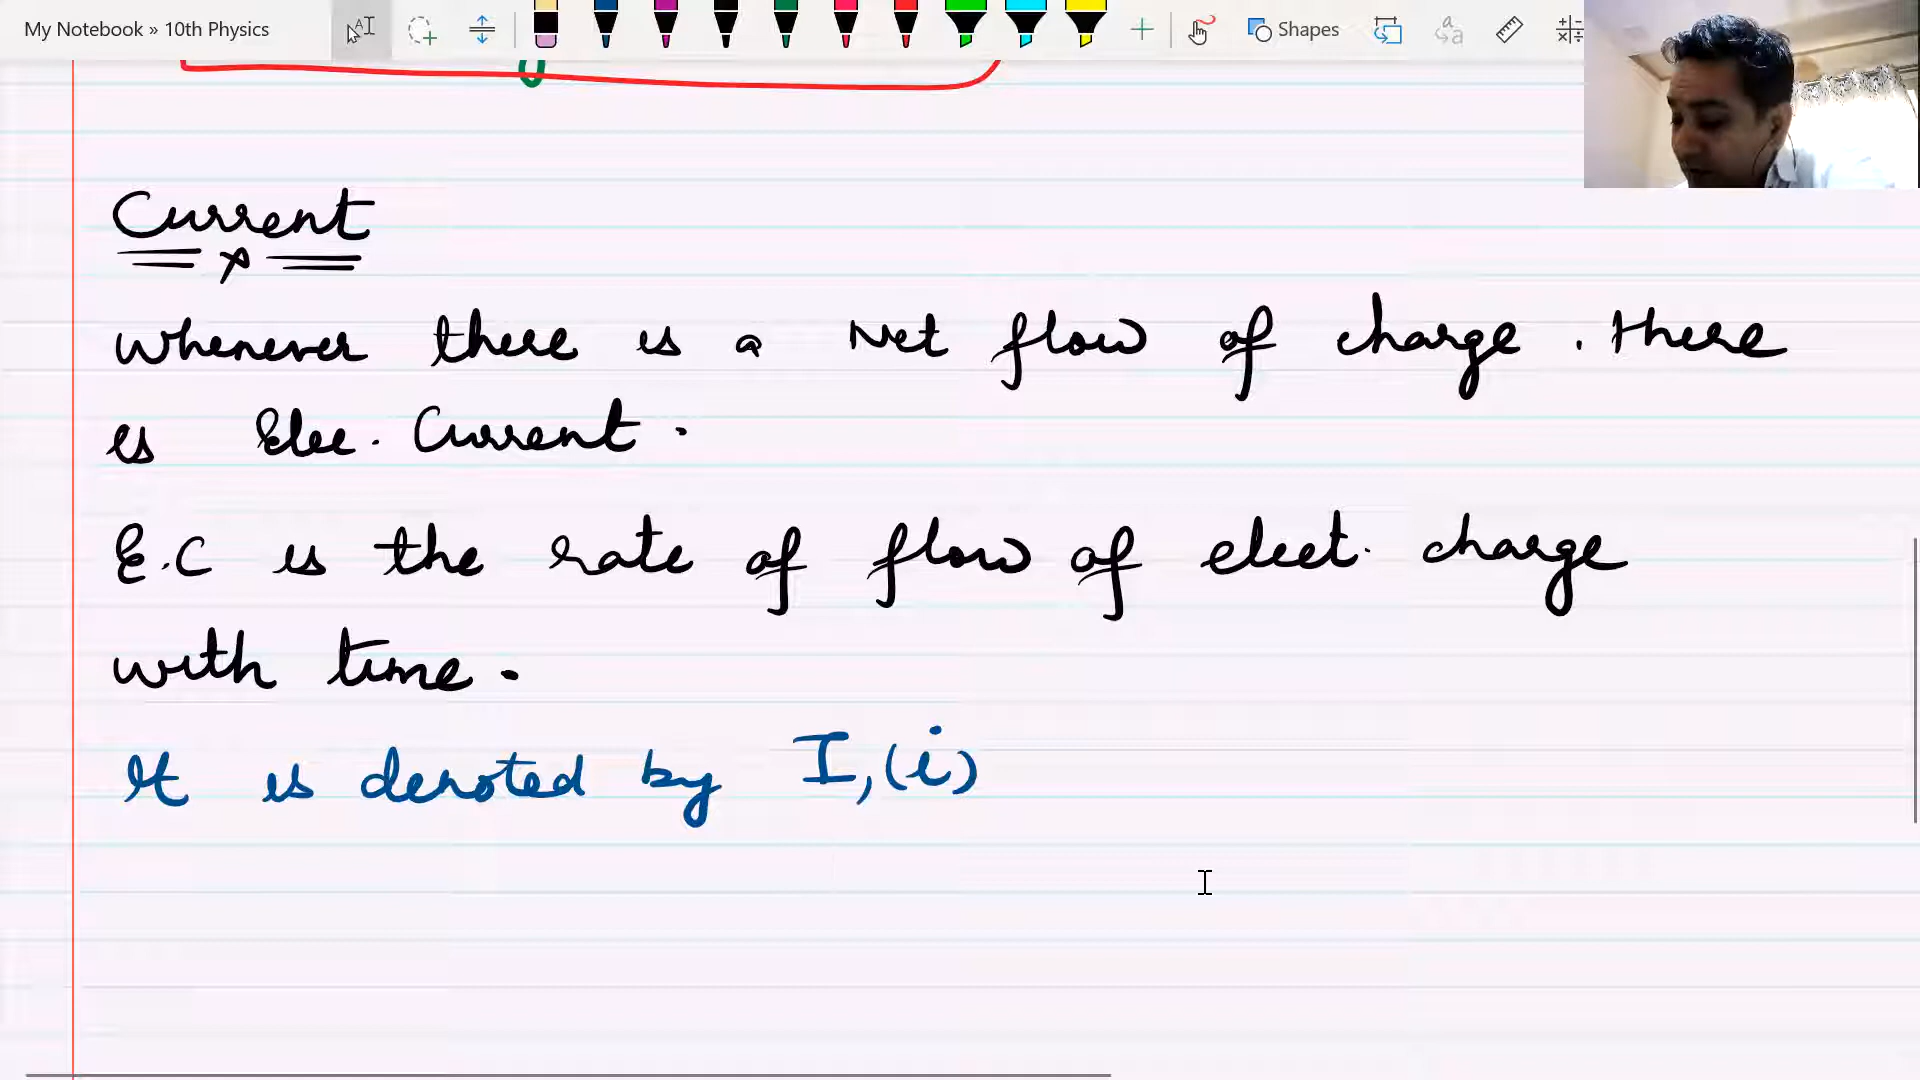 My Notebook » 10th Physics
Shapes
Current
Whenever there is a Net flow of charge . there
is Elec. Current .
E.C is the rate of flow of elect. charge
with time .
It is denoted by I, (i)